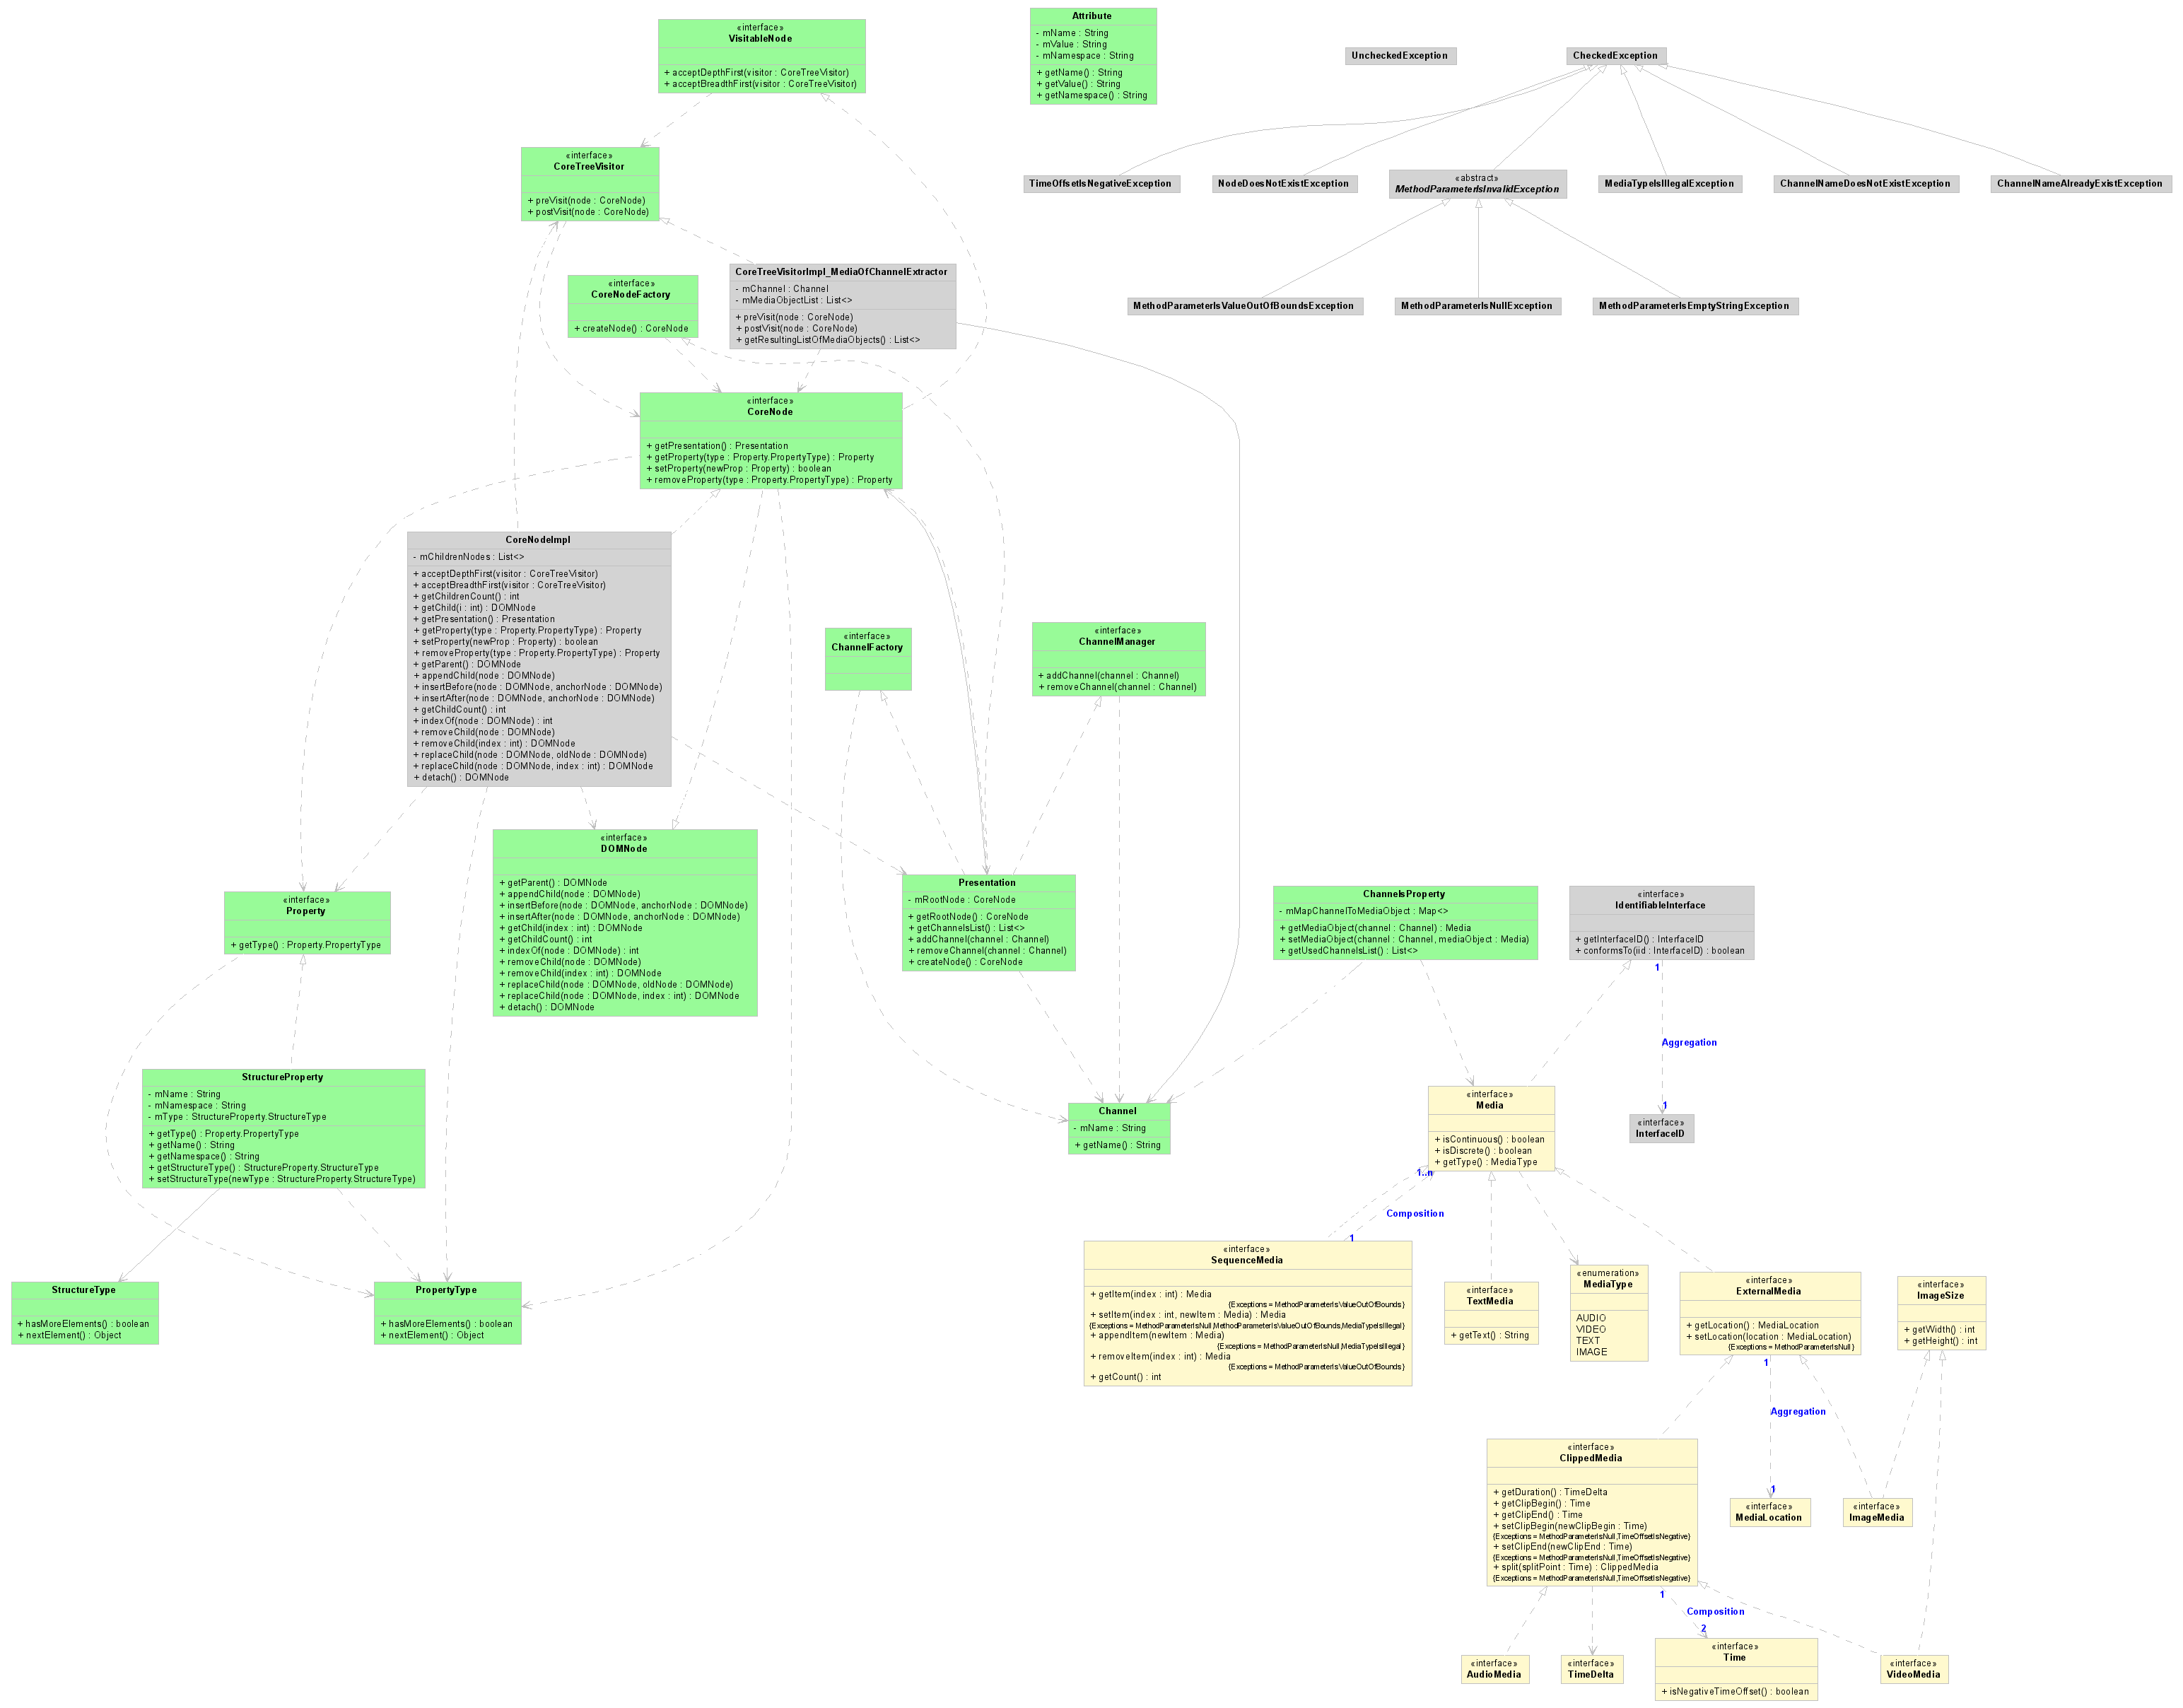 «interface»
VisitableNode
+ acceptDepthFirst(visitor : CoreTreeVisitor)
+ acceptBreadthFirst(visitor : CoreTreeVisitor)
Attribute
- mName : String
- mValue : String
- mNamespace : String
+ getName() : String
+ getValue() : String
+ getNamespace() : String
UncheckedException
CheckedException
«interface»
CoreTreeVisitor
+ preVisit(node : CoreNode)
+ postVisit(node : CoreNode)
TimeOffsetIsNegativeException
NodeDoesNotExistException
«abstract»
MethodParameterIsInvalidException
MediaTypeIsIllegalException
ChannelNameDoesNotExistException
ChannelNameAlreadyExistException
«interface»
CoreNodeFactory
+ createNode() : CoreNode
CoreTreeVisitorImpl_MediaOfChannelExtractor
- mChannel : Channel
- mMediaObjectList : List<>
+ preVisit(node : CoreNode)
+ postVisit(node : CoreNode)
+ getResultingListOfMediaObjects() : List<>
MethodParameterIsValueOutOfBoundsException
MethodParameterIsNullException
MethodParameterIsEmptyStringException
«interface»
CoreNode
+ getPresentation() : Presentation
+ getProperty(type : Property.PropertyType) : Property
+ setProperty(newProp : Property) : boolean
+ removeProperty(type : Property.PropertyType) : Property
CoreNodeImpl
- mChildrenNodes : List<>
+ acceptDepthFirst(visitor : CoreTreeVisitor)
+ acceptBreadthFirst(visitor : CoreTreeVisitor)
+ getChildrenCount() : int
+ getChild(i : int) : DOMNode
+ getPresentation() : Presentation
+ getProperty(type : Property.PropertyType) : Property
+ setProperty(newProp : Property) : boolean
+ removeProperty(type : Property.PropertyType) : Property
+ getParent() : DOMNode
+ appendChild(node : DOMNode)
+ insertBefore(node : DOMNode, anchorNode : DOMNode)
+ insertAfter(node : DOMNode, anchorNode : DOMNode)
+ getChildCount() : int
+ indexOf(node : DOMNode) : int
+ removeChild(node : DOMNode)
+ removeChild(index : int) : DOMNode
+ replaceChild(node : DOMNode, oldNode : DOMNode)
+ replaceChild(node : DOMNode, index : int) : DOMNode
+ detach() : DOMNode
«interface»
ChannelFactory
«interface»
ChannelManager
+ addChannel(channel : Channel)
+ removeChannel(channel : Channel)
«interface»
DOMNode
+ getParent() : DOMNode
+ appendChild(node : DOMNode)
+ insertBefore(node : DOMNode, anchorNode : DOMNode)
+ insertAfter(node : DOMNode, anchorNode : DOMNode)
+ getChild(index : int) : DOMNode
+ getChildCount() : int
+ indexOf(node : DOMNode) : int
+ removeChild(node : DOMNode)
+ removeChild(index : int) : DOMNode
+ replaceChild(node : DOMNode, oldNode : DOMNode)
+ replaceChild(node : DOMNode, index : int) : DOMNode
+ detach() : DOMNode
«interface»
Property
+ getType() : Property.PropertyType
Presentation
- mRootNode : CoreNode
+ getRootNode() : CoreNode
+ getChannelsList() : List<>
+ addChannel(channel : Channel)
+ removeChannel(channel : Channel)
+ createNode() : CoreNode
ChannelsProperty
- mMapChannelToMediaObject : Map<>
+ getMediaObject(channel : Channel) : Media
+ setMediaObject(channel : Channel, mediaObject : Media)
+ getUsedChannelsList() : List<>
«interface»
IdentifiableInterface
+ getInterfaceID() : InterfaceID
+ conformsTo(iid : InterfaceID) : boolean
1
Aggregation
1
StructureProperty
- mName : String
- mNamespace : String
- mType : StructureProperty.StructureType
+ getType() : Property.PropertyType
+ getName() : String
+ getNamespace() : String
+ getStructureType() : StructureProperty.StructureType
+ setStructureType(newType : StructureProperty.StructureType)
Channel
- mName : String
+ getName() : String
«interface»
Media
+ isContinuous() : boolean
+ isDiscrete() : boolean
+ getType() : MediaType
«interface»
InterfaceID
1..n
Composition
1
StructureType
+ hasMoreElements() : boolean
+ nextElement() : Object
PropertyType
+ hasMoreElements() : boolean
+ nextElement() : Object
«interface»
SequenceMedia
+ getItem(index : int) : Media
{Exceptions = MethodParameterIsValueOutOfBounds}
+ setItem(index : int, newItem : Media) : Media
{Exceptions = MethodParameterIsNull,MethodParameterIsValueOutOfBounds,MediaTypeIsIllegal}
+ appendItem(newItem : Media)
{Exceptions = MethodParameterIsNull,MediaTypeIsIllegal}
+ removeItem(index : int) : Media
{Exceptions = MethodParameterIsValueOutOfBounds}
+ getCount() : int
«interface»
TextMedia
+ getText() : String
«enumeration»
MediaType
AUDIO
VIDEO
TEXT
IMAGE
«interface»
ExternalMedia
+ getLocation() : MediaLocation
+ setLocation(location : MediaLocation)
{Exceptions = MethodParameterIsNull}
«interface»
ImageSize
+ getWidth() : int
+ getHeight() : int
1
Aggregation
1
«interface»
ClippedMedia
+ getDuration() : TimeDelta
+ getClipBegin() : Time
+ getClipEnd() : Time
+ setClipBegin(newClipBegin : Time)
{Exceptions = MethodParameterIsNull,TimeOffsetIsNegative}
+ setClipEnd(newClipEnd : Time)
{Exceptions = MethodParameterIsNull,TimeOffsetIsNegative}
+ split(splitPoint : Time) : ClippedMedia
{Exceptions = MethodParameterIsNull,TimeOffsetIsNegative}
«interface»
MediaLocation
«interface»
ImageMedia
1
Composition
2
«interface»
AudioMedia
«interface»
TimeDelta
«interface»
Time
+ isNegativeTimeOffset() : boolean
«interface»
VideoMedia